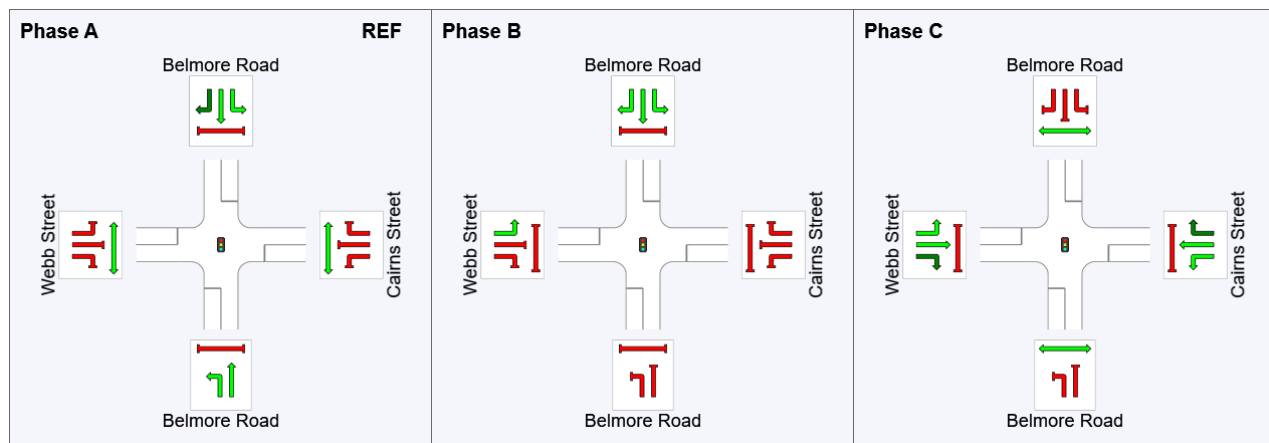 Phase A
REF
Belmore Road
Webb Street
Cairns Street
Belmore Road
Phase B
Belmore Road
Webb Street
Cairns Street
Belmore Road
Phase C
Belmore Road
Webb Street
Cairns Street
Belmore Road